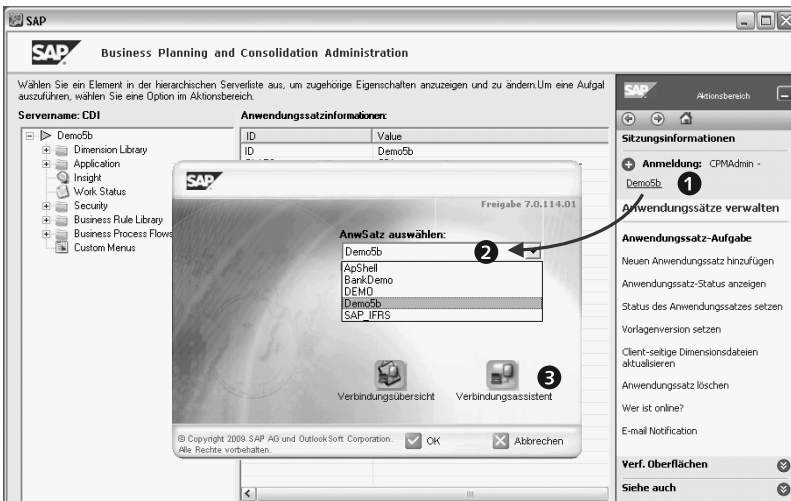 SAP
SAP Business Planning and Consolidation Administration
Wählen Sie ein Element in der hierarchischen Serverliste aus, um zugehörige Eigenschaften anzuzeigen und zu ändern.Um eine Aufgal
auszuführen, wählen Sie eine Option im Aktionsbereich.
Servername: CDI
Demo5b
Dimension Library
Application
Insight
Work Status
Security
Business Rule Library
Business Process Flows
Custom Menus
Anwendungssatzinformationen:
ID Value
ID Demo5b
SAP
Freigabe 7.0.114.01
AnwSatz auswählen:
Demo5b 2
ApShell
BankDemo
DEMO
Demo5b
SAP_IFRS
3
Verbindungsübersicht Verbindungsassistent
© Copyright 2009 SAP AG und OutlookSoft Corporation.
Alle Rechte vorbehalten.
OK Abbrechen
SAP Aktionsbereich
Sitzungsinformationen
Anmeldung: CPMAdmin -
Demo5b 1
Anwendungssätze verwalten
Anwendungssatz-Aufgabe
Neuen Anwendungssatz hinzufügen
Anwendungssatz-Status anzeigen
Status des Anwendungssatzes setzen
Vorlagenversion setzen
Client-seitige Dimensionsdateien
aktualisieren
Anwendungssatz löschen
Wer ist online?
E-mail Notification
Verf. Oberflächen
Siehe auch